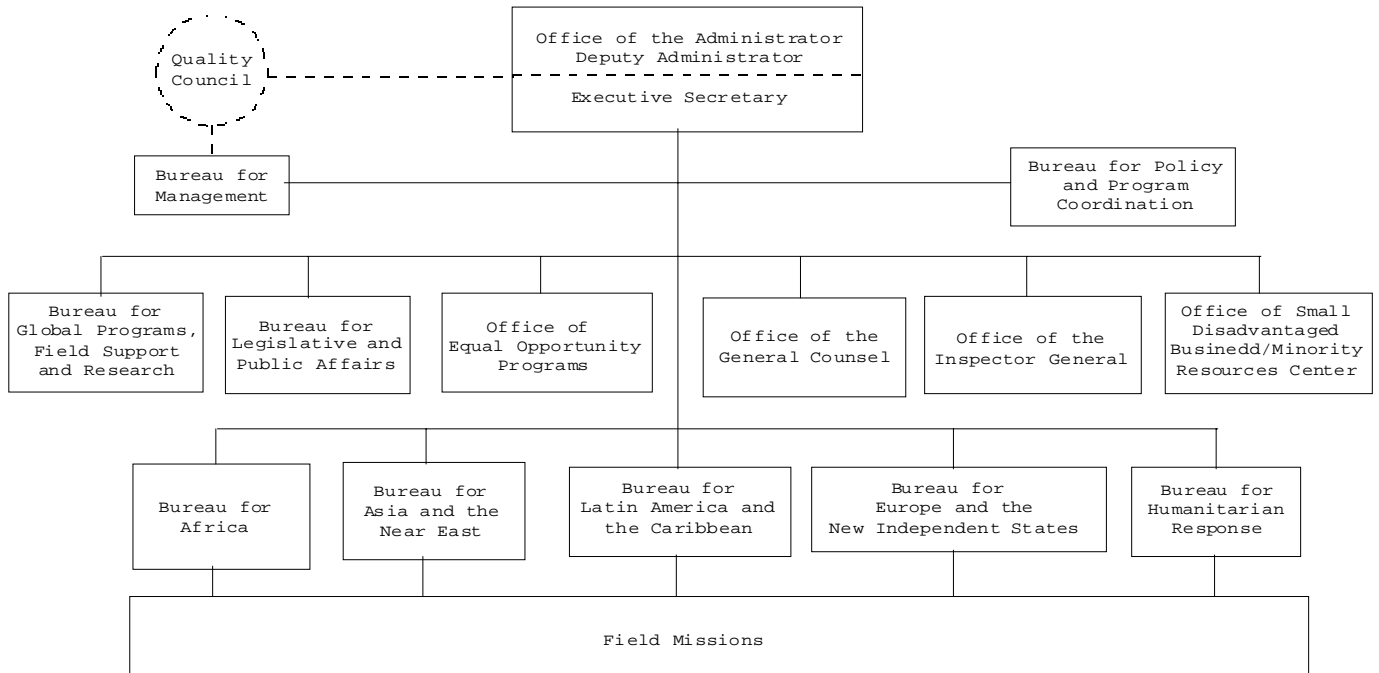 Office of the Administrator
Deputy Administrator
Executive Secretary
Quality
Council
Bureau for
Management
Bureau for Policy
and Program
Coordination
Bureau for
Global Programs,
Field Support
and Research
Bureau for
Legislative and
Public Affairs
Office of
Equal Opportunity
Programs
Office of the
General Counsel
Office of the
Inspector General
Office of Small
Disadvantaged
Businedd/Minority
Resources Center
Bureau for
Africa
Bureau for
Asia and the
Near East
Bureau for
Latin America and
the Caribbean
Bureau for
Europe and the
New Independent States
Bureau for
Humanitarian
Response
Field Missions